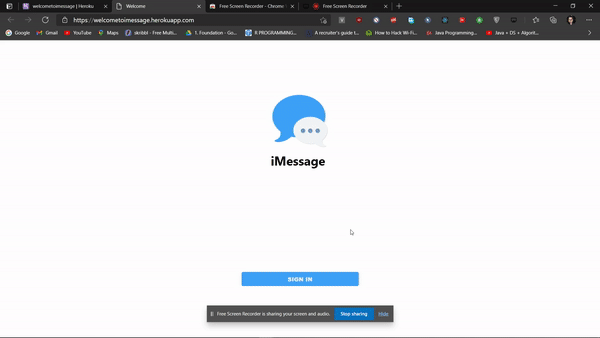 welcometoimessage | Heroku
Welcome
Free Screen Recorder - Chrome
Free Screen Recorder
https://welcometoimessage.herokuapp.com
Google
Gmail
YouTube
Maps
skribbl - Free Multi...
1. Foundation - Go...
R PROGRAMMING...
A recruiter's guide t...
How to Hack Wi-Fi...
Java Programming...
Java + DS + Algorit...
iMessage
SIGN IN
Free Screen Recorder is sharing your screen and audio.
Stop sharing
Hide